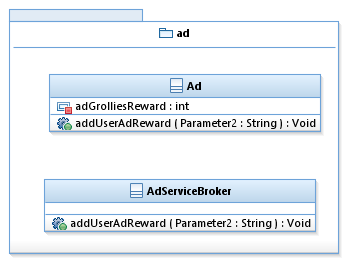 ad
Ad
adGrolliesReward : int
addUserAdReward ( Parameter2 : String ) : Void
AdServiceBroker
addUserAdReward ( Parameter2 : String ) : Void